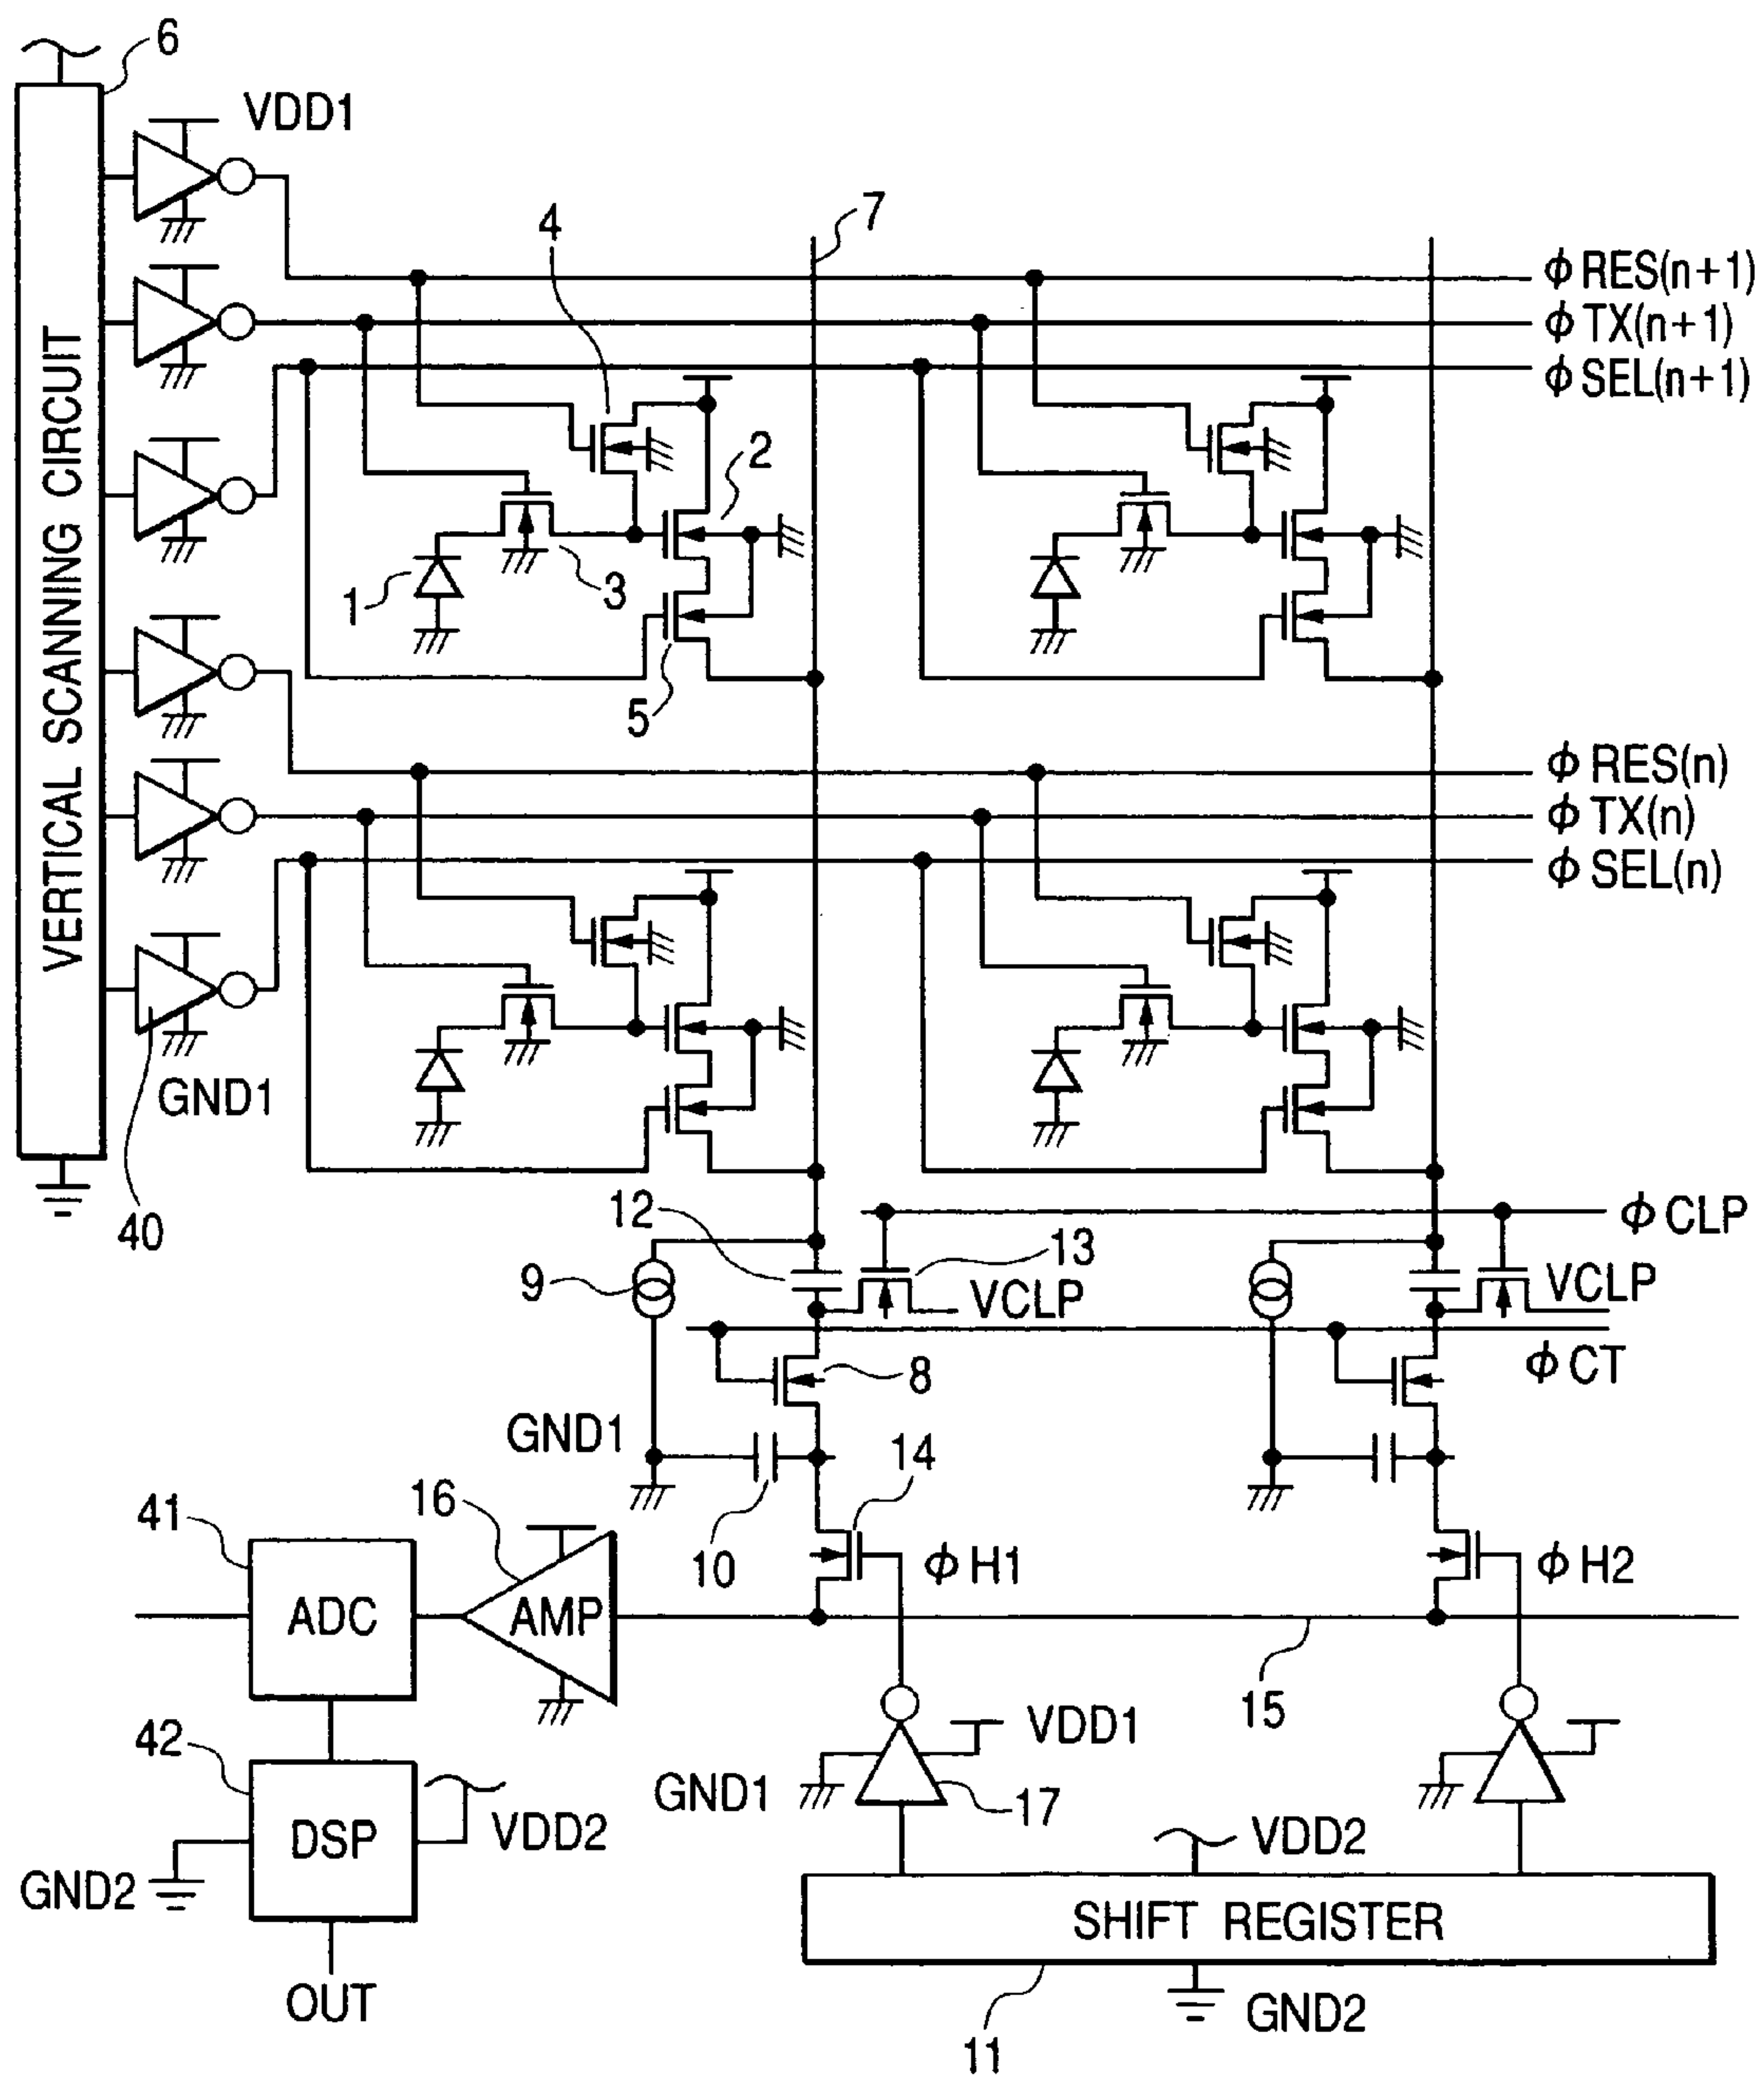 6
VDD1
4
7
φRES(n+1)
φTX(n+1)
φSEL(n+1)
VERTICAL SCANNING CIRCUIT
2
1
3
5
φRES(n)
φTX(n)
φSEL(n)
GND1
40
12
φCLP
9
13
VCLP
VCLP
8
φCT
GND1
14
41
16
10
φH1
φH2
ADC
AMP
15
42
VDD1
GND1
17
DSP
VDD2
VDD2
GND2
SHIFT REGISTER
OUT
GND2
11